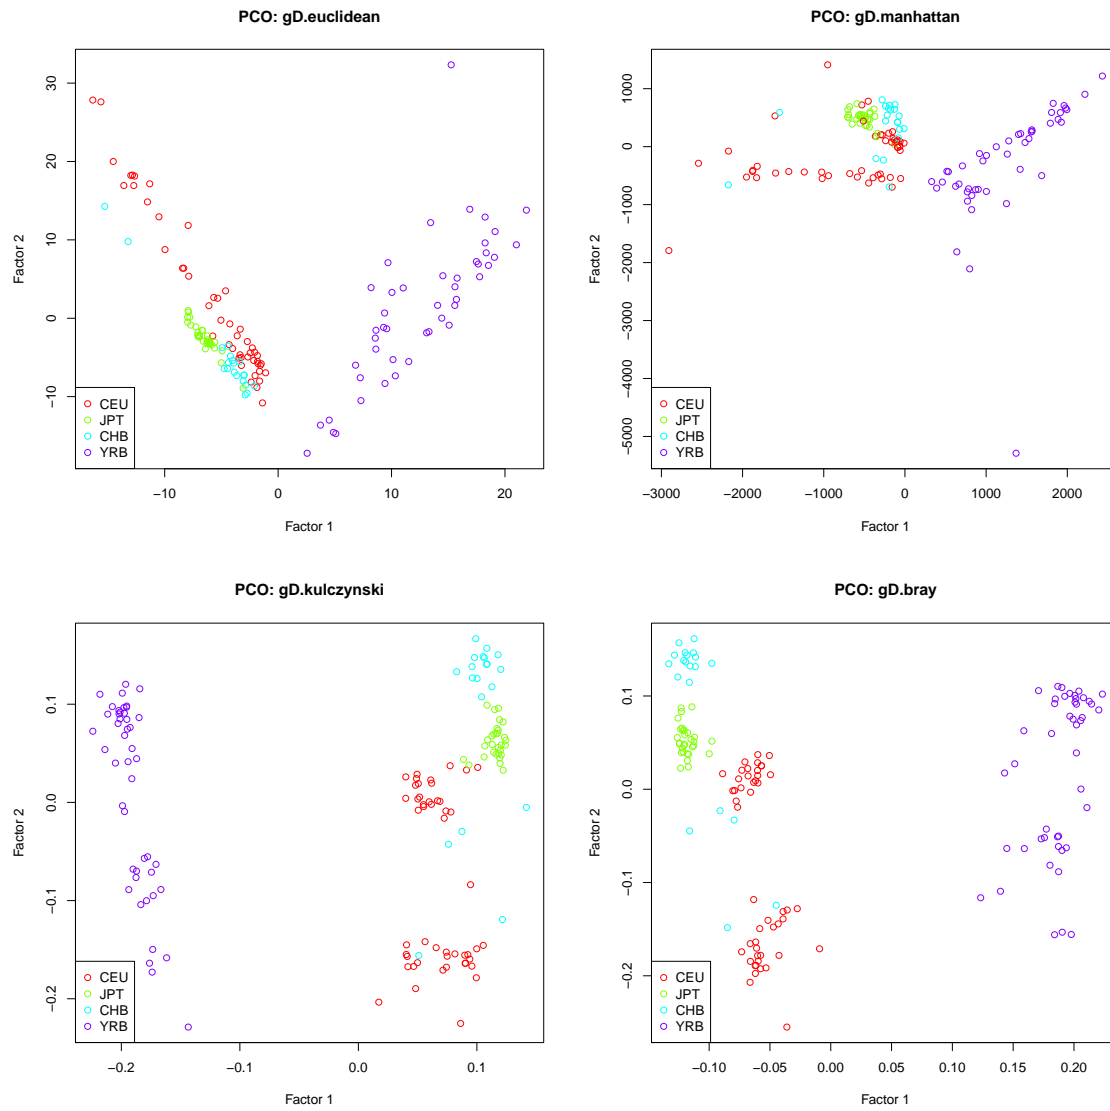 PCO: gD.euclidean
Factor 2
30
20
10
0
−10
CEU
JPT
CHB
YRB
−10 0 10 20
Factor 1
PCO: gD.manhattan
Factor 2
1000
0
−1000
−2000
−3000
−4000
−5000
CEU
JPT
CHB
YRB
−3000 −2000 −1000 0 1000 2000
Factor 1
PCO: gD.kulczynski
Factor 2
0.1
0.0
−0.1
−0.2
CEU
JPT
CHB
YRB
−0.2 −0.1 0.0 0.1
Factor 1
PCO: gD.bray
Factor 2
0.1
0.0
−0.1
−0.2
CEU
JPT
CHB
YRB
−0.10 −0.05 0.00 0.05 0.10 0.15 0.20
Factor 1